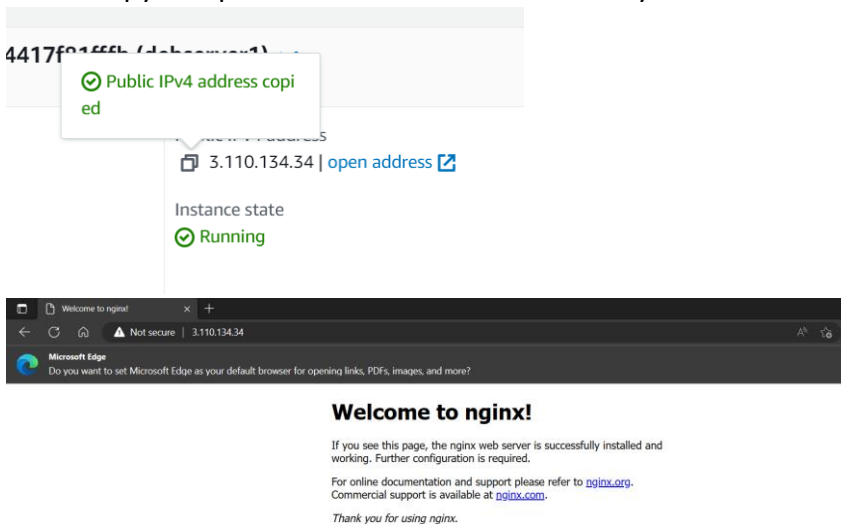 4417f81fffb (debserver1)
Public IPv4 address copi
ed
Public IPv4 address
3.110.134.34 | open address
Instance state
Running
Welcome to nginx!
Not secure | 3.110.134.34
Microsoft Edge
Do you want to set Microsoft Edge as your default browser for opening links, PDFs, images, and more?
Welcome to nginx!
If you see this page, the nginx web server is successfully installed and
working. Further configuration is required.
For online documentation and support please refer to nginx.org.
Commercial support is available at nginx.com.
Thank you for using nginx.